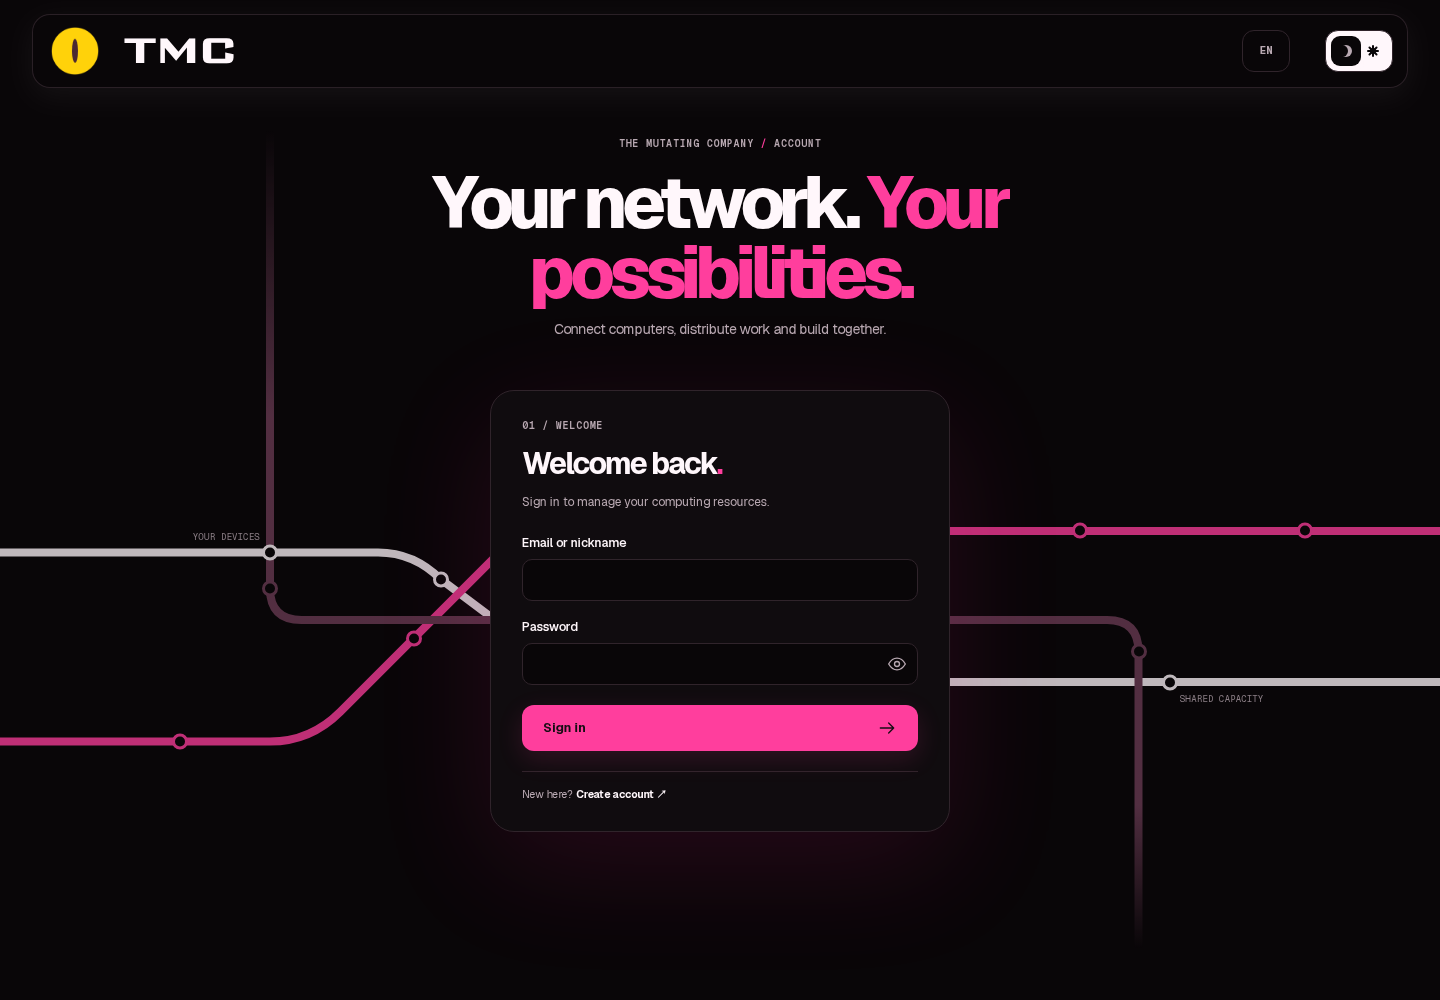 TMC
EN
THE MUTATING COMPANY / ACCOUNT
Your network. Your
possibilities.
Connect computers, distribute work and build together.
01 / WELCOME
Welcome back.
Sign in to manage your computing resources.
Email or nickname
Password
Sign in →
New here? Create account ↗
YOUR DEVICES
SHARED CAPACITY